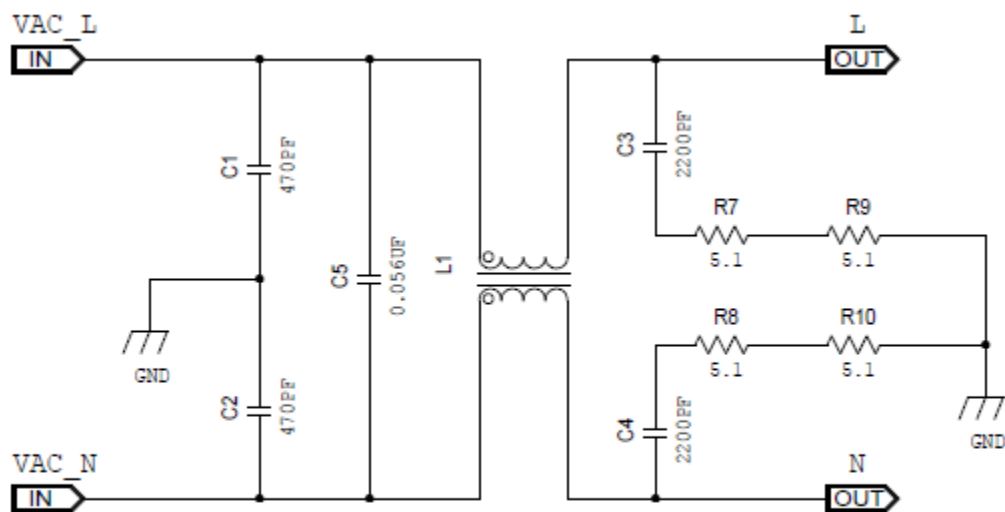 VAC_L
IN
L
OUT
C1
470PF
C3
2200PF
R7
5.1
R9
5.1
C5
0.056UF
L1
GND
R8
5.1
R10
5.1
C2
470PF
C4
2200PF
GND
VAC_N
IN
N
OUT